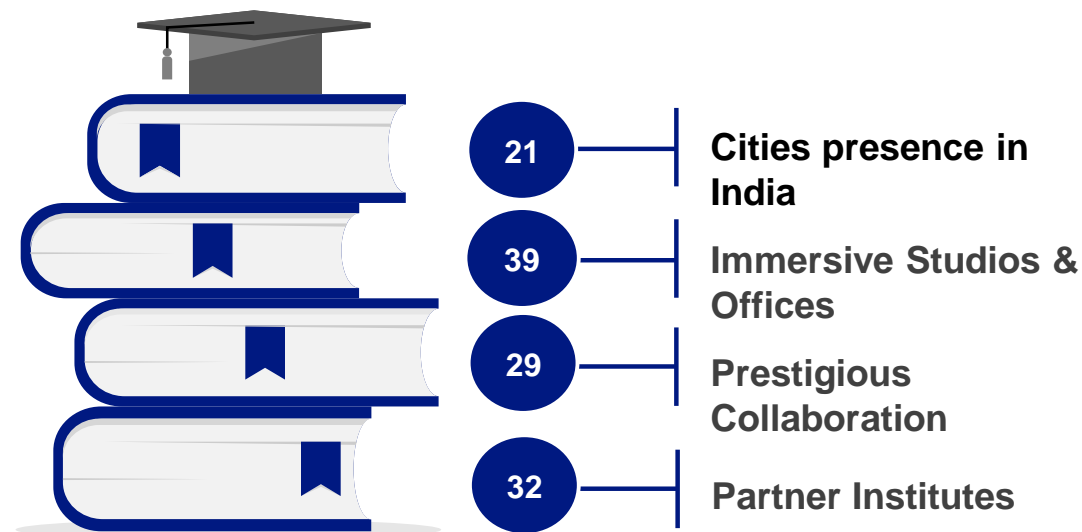 21
Cities presence in
India
39
Immersive Studios &
Offices
29
Prestigious
Collaboration
32
Partner Institutes